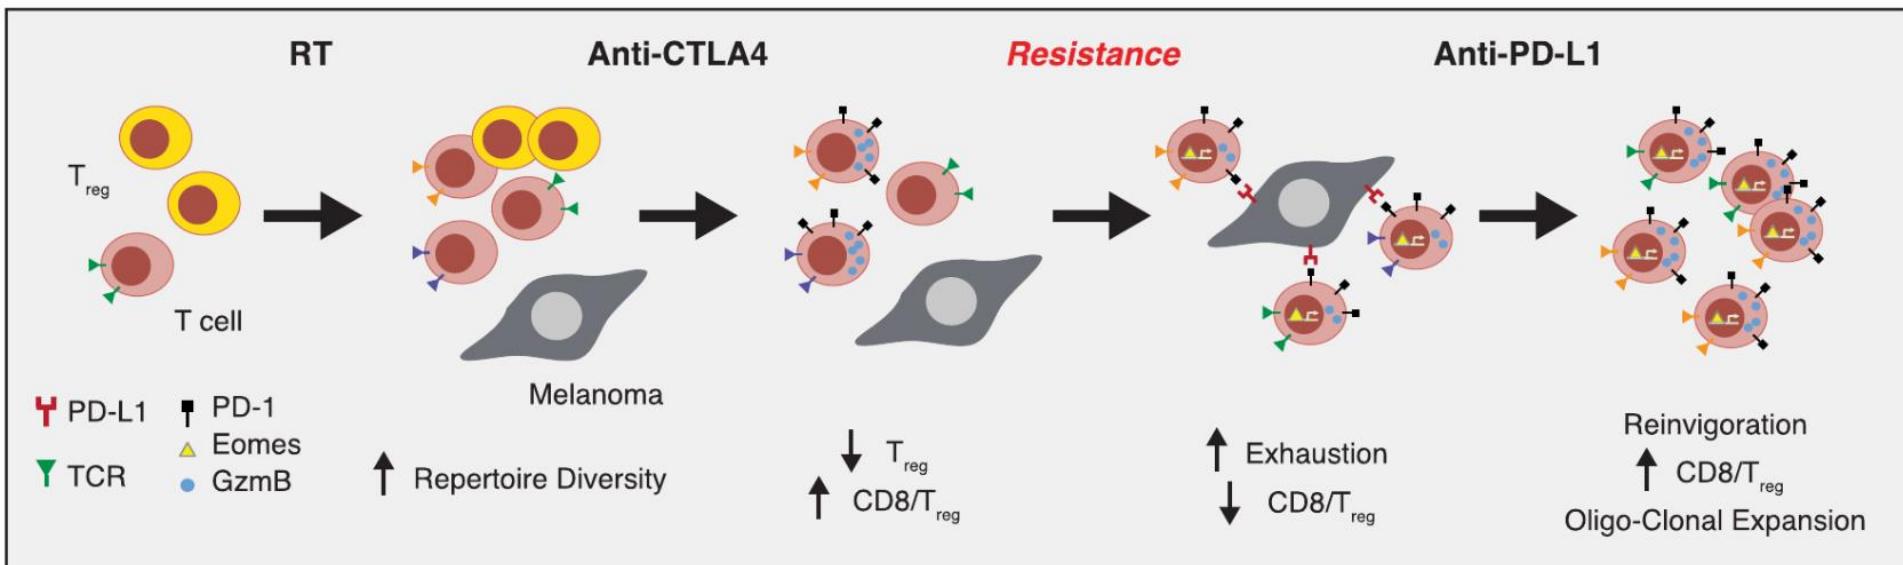 RT
Anti-CTLA4
Resistance
Anti-PD-L1
Treg
T cell
PD-L1
PD-1
Eomes
TCR
GzmB
Melanoma
↑ Repertoire Diversity
↓ Treg
↑ CD8/Treg
↑ Exhaustion
↓ CD8/Treg
Reinvigoration
↑ CD8/Treg
Oligo-Clonal Expansion